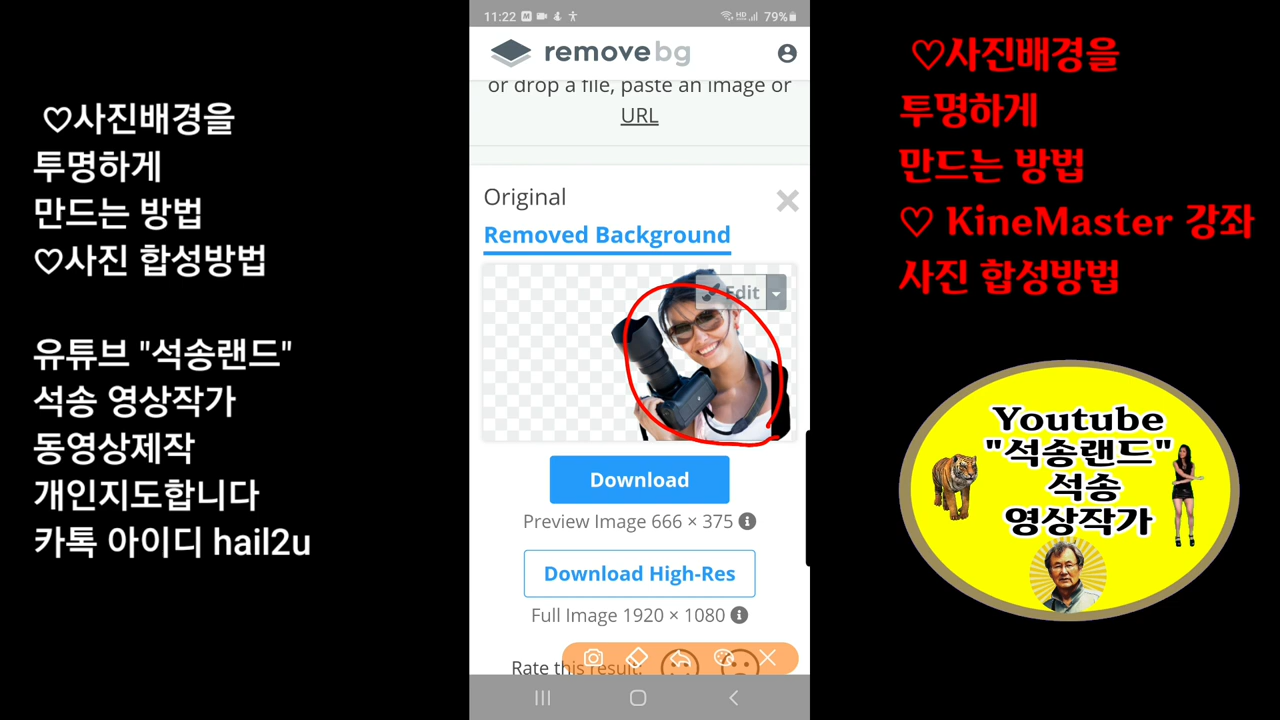 ♡사진배경을
투명하게
만드는 방법
♡사진 합성방법
유튜브 "석송랜드"
석송 영상작가
동영상제작
개인지도합니다
카톡 아이디 hail2u
11:22
HD
79%
removebg
or drop a file, paste an image or
URL
Original
Removed Background
Edit
Download
Preview Image 666 × 375
Download High-Res
Full Image 1920 × 1080
Rate this result:
♡사진배경을
투명하게
만드는 방법
♡ KineMaster 강좌
사진 합성방법
Youtube
"석송랜드"
석송
영상작가